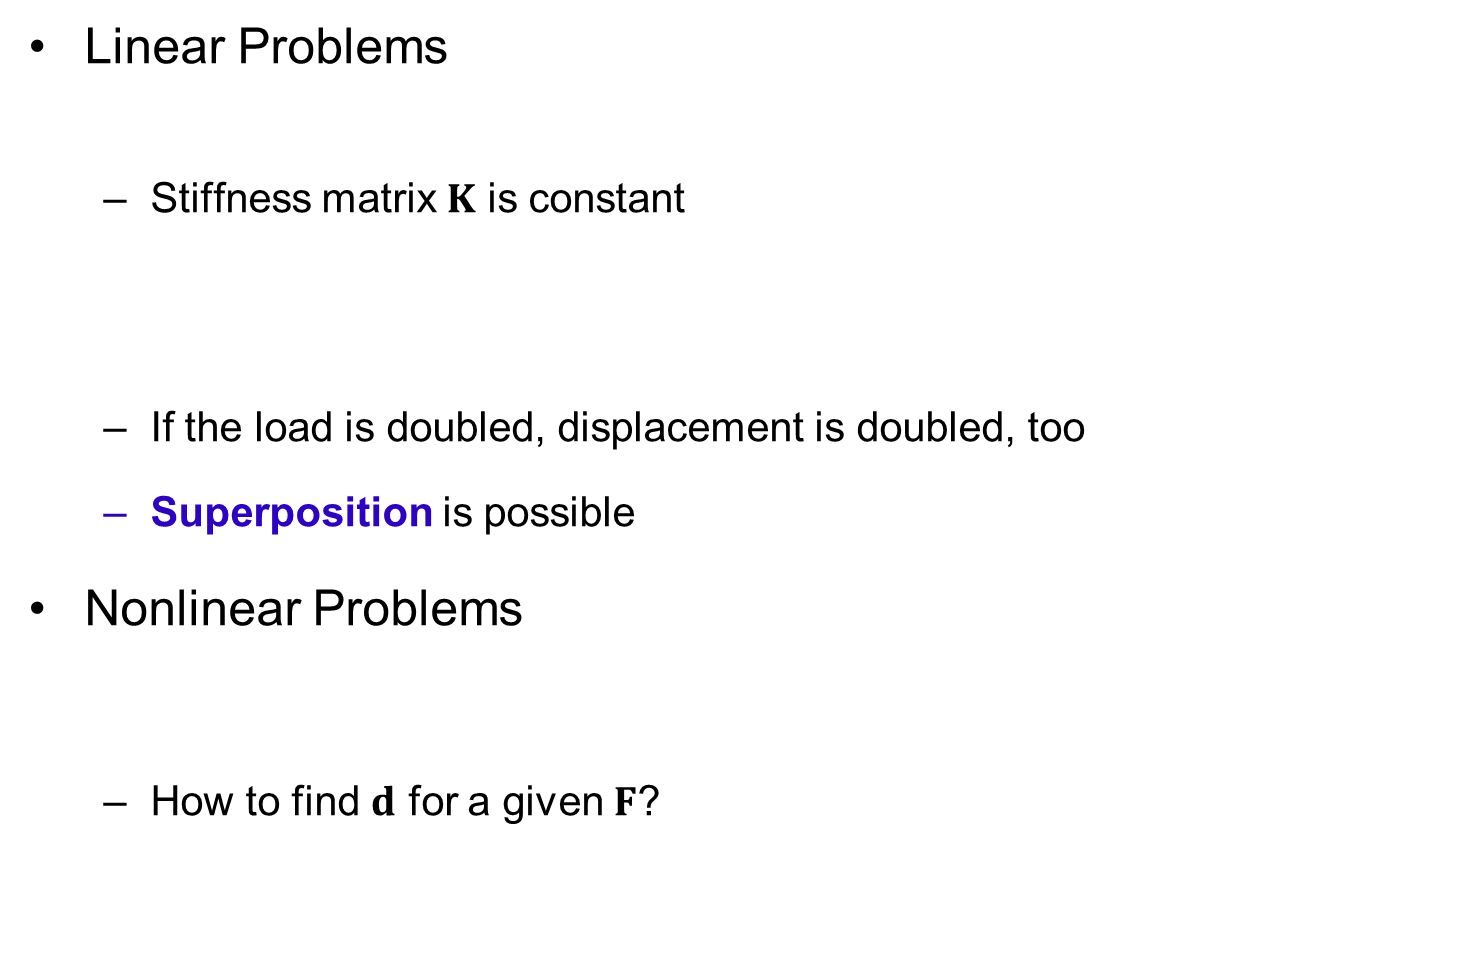 • Linear Problems
– Stiffness matrix K is constant
– If the load is doubled, displacement is doubled, too
– Superposition is possible
• Nonlinear Problems
– How to find d for a given F?